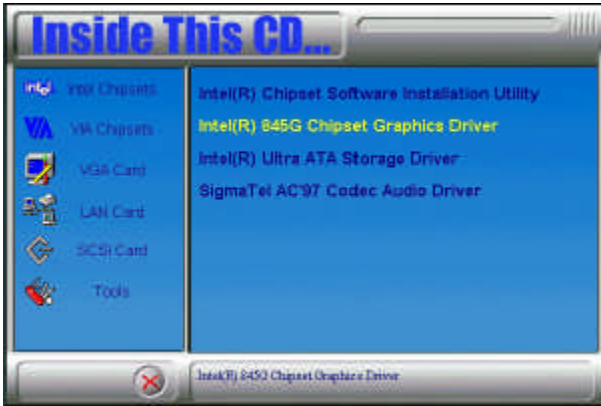 Inside This CD...
intel Intel Chipsets
VIA VIA Chipsets
VGA Card
LAN Card
SCSI Card
Tools
Intel(R) Chipset Software Installation Utility
Intel(R) 845G Chipset Graphics Driver
Intel(R) Ultra ATA Storage Driver
SigmaTel AC'97 Codec Audio Driver
Intel(R) 845G Chipset Graphics Driver